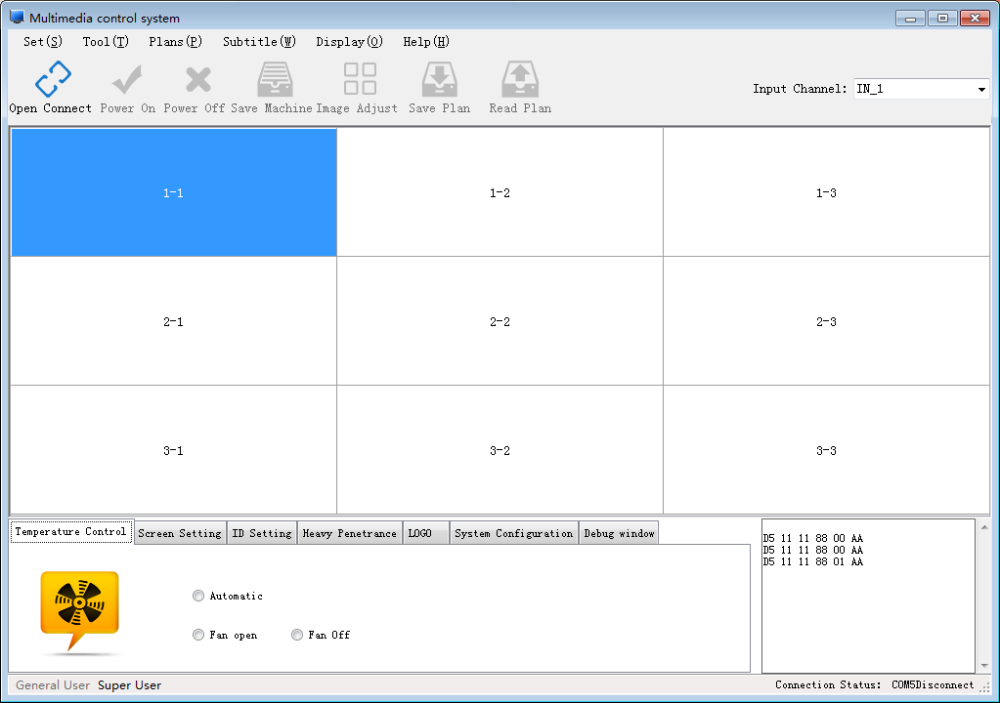 Multimedia control system
Set(S) Tool(T) Plans(P) Subtitle(W) Display(O) Help(H)
Open Connect Power On Power Off Save Machine Image Adjust Save Plan Read Plan
Input Channel: IN_1
1-1 1-2 1-3
2-1 2-2 2-3
3-1 3-2 3-3
Temperature Control Screen Setting ID Setting Heavy Penetrance LOGO System Configuration Debug window
Automatic
Fan open Fan Off
D5 11 11 88 00 AA
D5 11 11 88 00 AA
D5 11 11 88 01 AA
General User Super User
Connection Status: COM5Disconnect